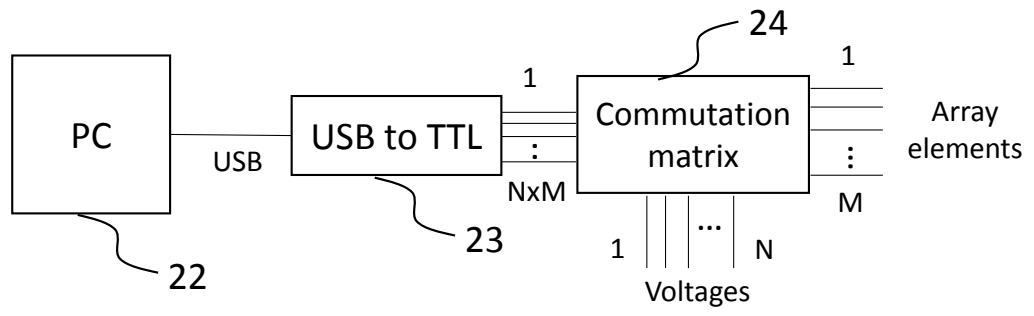 24
PC
USB
USB to TTL
1
:
NxM
Commutation
matrix
1
⋮
M
Array
elements
22
23
1
...
N
Voltages